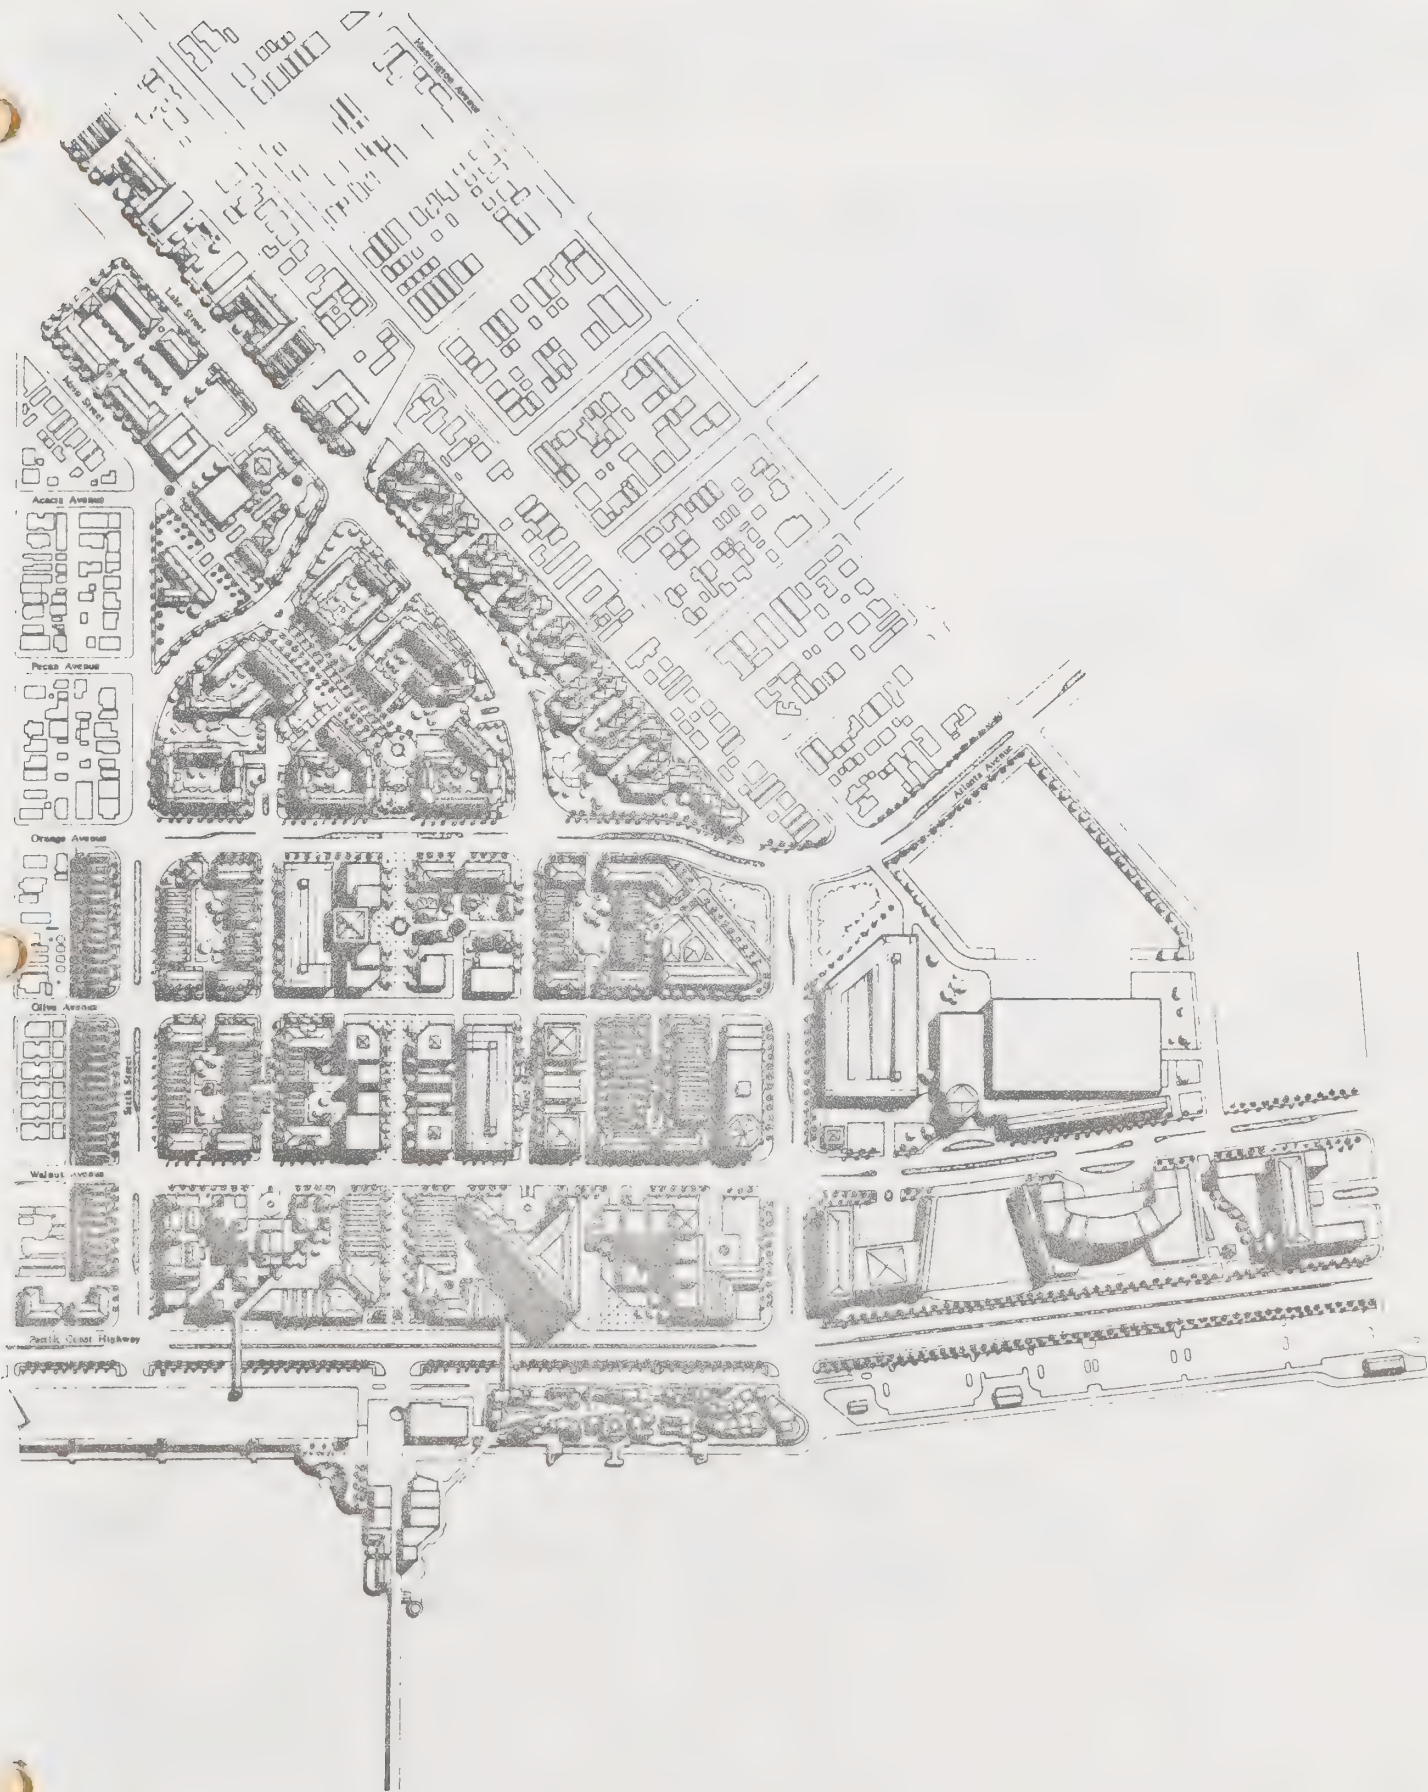 Huntington Avenue
Lake Street
Main Street
Acacia Avenue
Pecan Avenue
Atlanta Avenue
Orange Avenue
Olive Avenue
Sixth Street
Walnut Avenue
Pacific Coast Highway